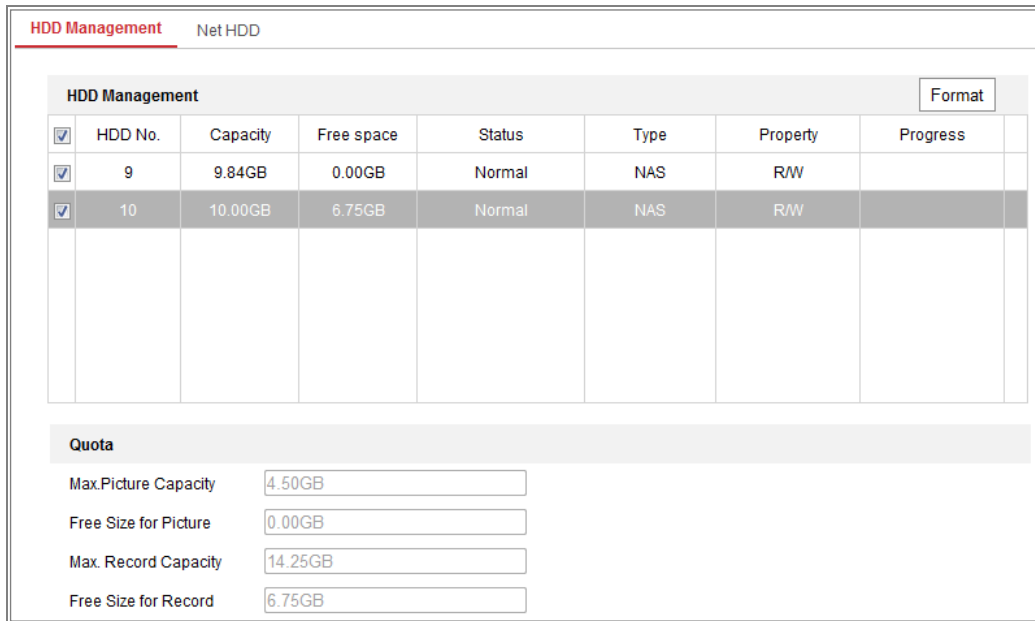 HDD Management Net HDD
HDD Management Format
HDD No. Capacity Free space Status Type Property Progress
9 9.84GB 0.00GB Normal NAS R/W
10 10.00GB 6.75GB Normal NAS R/W
Quota
Max.Picture Capacity 4.50GB
Free Size for Picture 0.00GB
Max. Record Capacity 14.25GB
Free Size for Record 6.75GB